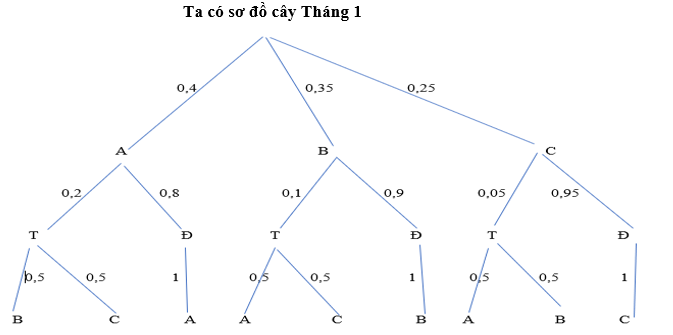 Ta có sơ đồ cây Tháng 1
0,4 0,35 0,25
A B C
0,2 0,8 0,1 0,9 0,05 0,95
T Đ T Đ T Đ
0,5 0,5 1 0,5 0,5 1 0,5 0,5 1
B C A A C B A B C